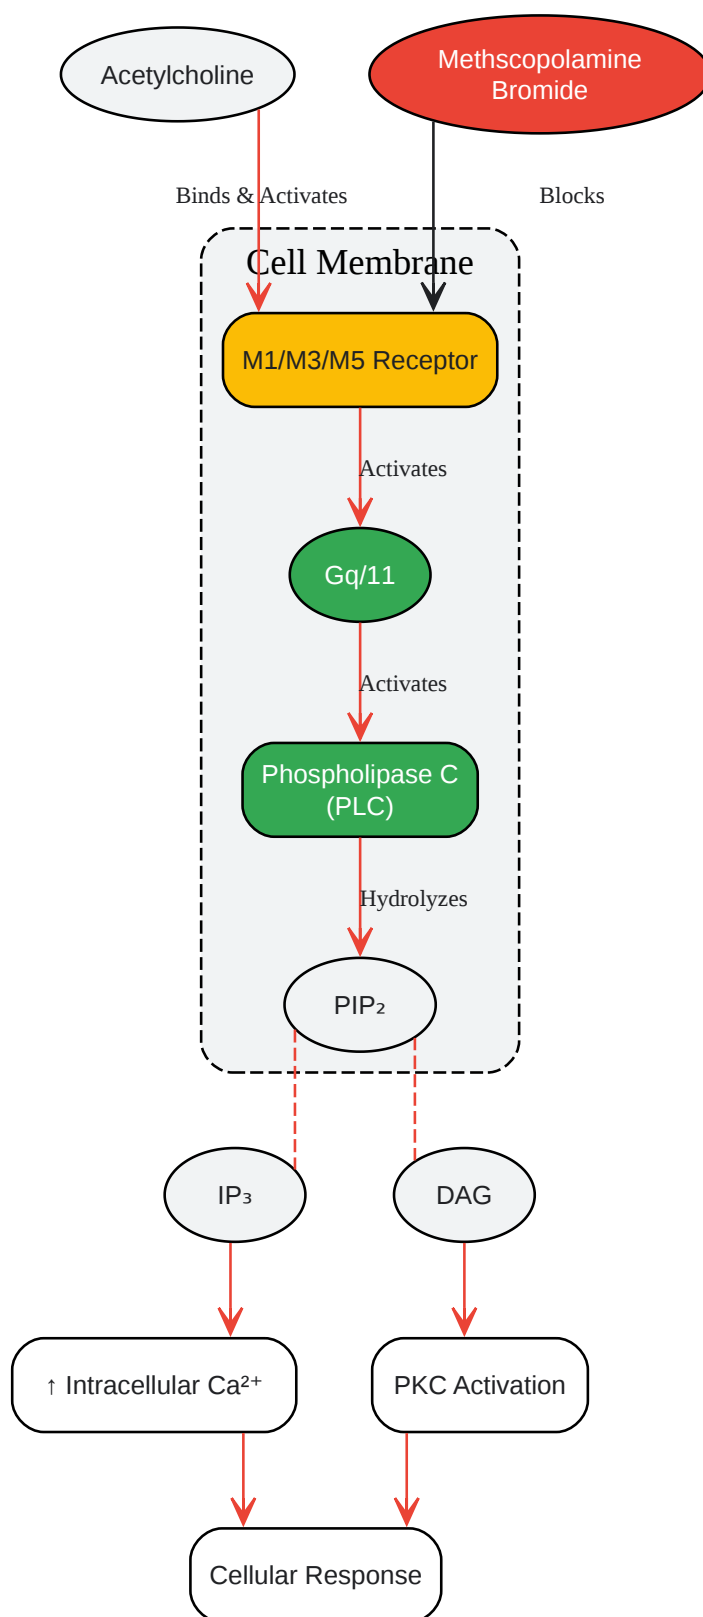 Acetylcholine
Methscopolamine
Bromide
Binds & Activates
Blocks
Cell Membrane
M1/M3/M5 Receptor
Activates
Gq/11
Activates
Phospholipase C
(PLC)
Hydrolyzes
PIP₂
IP₃
DAG
↑ Intracellular Ca²⁺
PKC Activation
Cellular Response